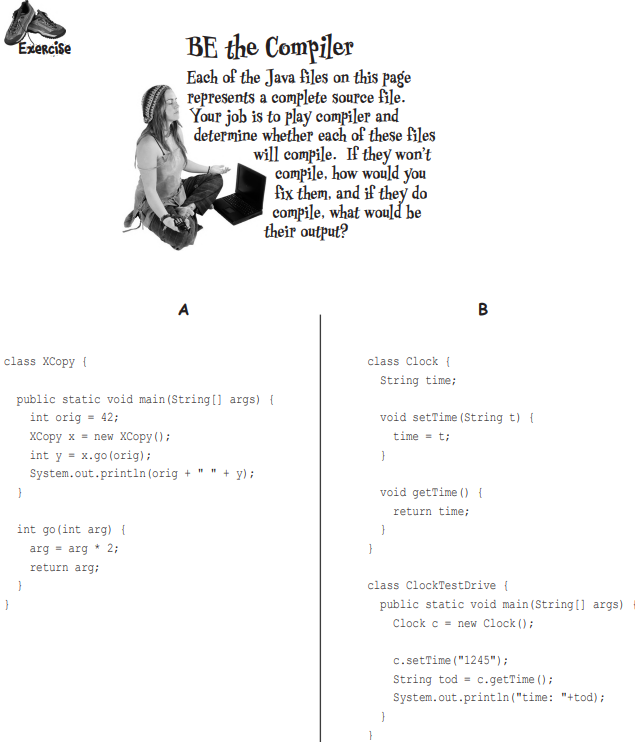 Exercise
BE the Compiler
Each of the Java files on this page
represents a complete source file.
Your job is to play compiler and
determine whether each of these files
will compile. If they won't
compile, how would you
fix them, and if they do
compile, what would be
their output?
A
class XCopy {
public static void main(String[] args) {
int orig = 42;
XCopy x = new XCopy();
int y = x.go(orig);
System.out.println(orig + " " + y);
}
int go(int arg) {
arg = arg * 2;
return arg;
}
}
B
class Clock {
String time;
void setTime(String t) {
time = t;
}
void getTime() {
return time;
}
}
class ClockTestDrive {
public static void main(String[] args) {
Clock c = new Clock();
c.setTime("1245");
String tod = c.getTime();
System.out.println("time: "+tod);
}
}